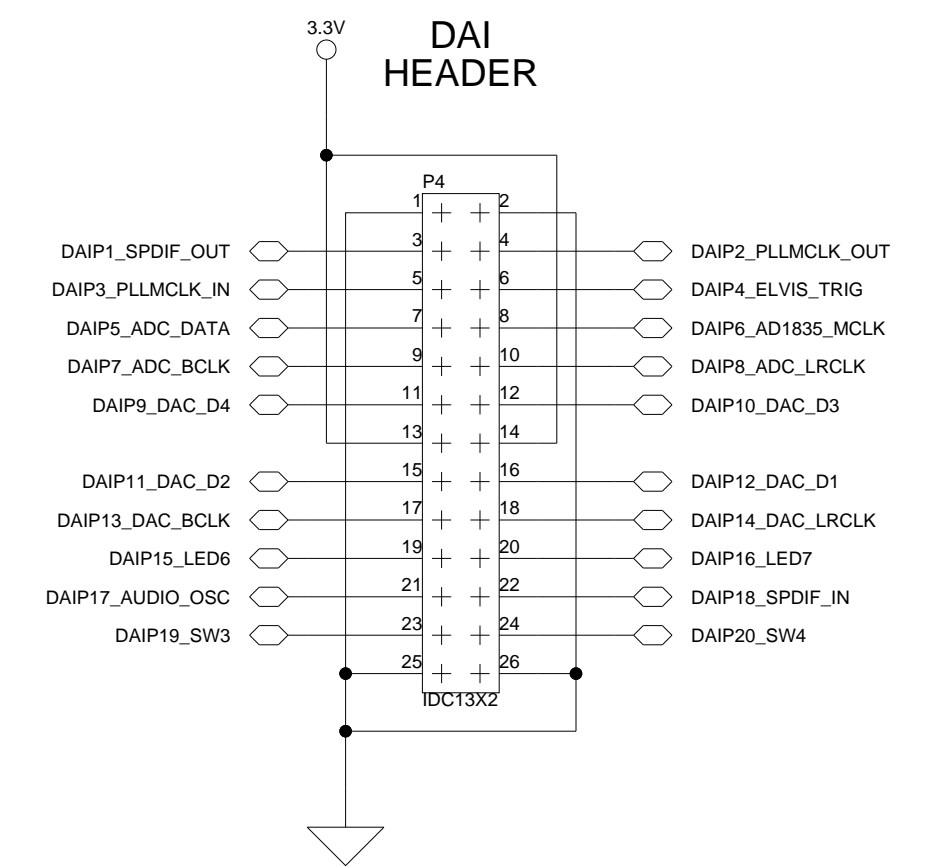 3.3V
DAI
HEADER
P4
1 2
DAIP1_SPDIF_OUT 3 4 DAIP2_PLLMCLK_OUT
DAIP3_PLLMCLK_IN 5 6 DAIP4_ELVIS_TRIG
DAIP5_ADC_DATA 7 8 DAIP6_AD1835_MCLK
DAIP7_ADC_BCLK 9 10 DAIP8_ADC_LRCLK
DAIP9_DAC_D4 11 12 DAIP10_DAC_D3
13 14
DAIP11_DAC_D2 15 16 DAIP12_DAC_D1
DAIP13_DAC_BCLK 17 18 DAIP14_DAC_LRCLK
DAIP15_LED6 19 20 DAIP16_LED7
DAIP17_AUDIO_OSC 21 22 DAIP18_SPDIF_IN
DAIP19_SW3 23 24 DAIP20_SW4
25 26
IDC13X2